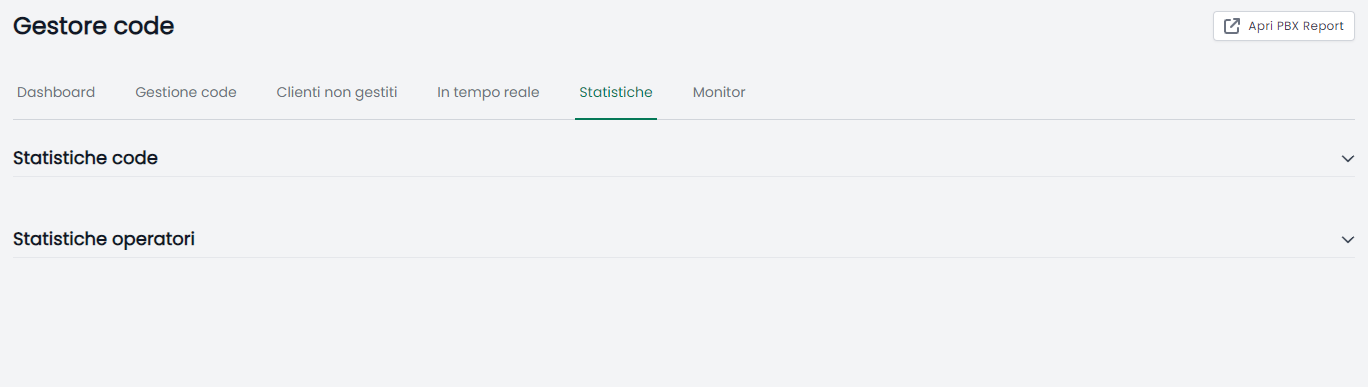 Gestore code
Apri PBX Report
Dashboard Gestione code Clienti non gestiti In tempo reale Statistiche Monitor
Statistiche code
Statistiche operatori